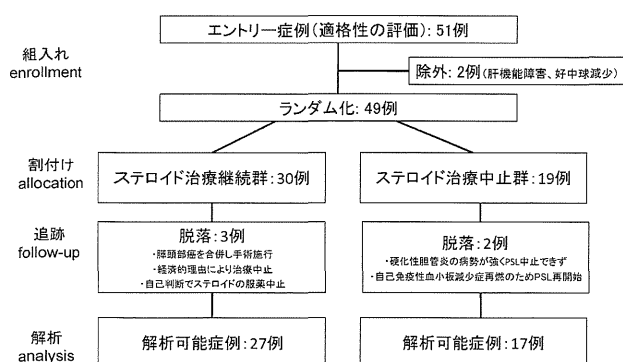 エントリー症例(適格性の評価):51例
組入れ
enrollment
除外:2例(肝機能障害、好中球減少)
ランダム化:49例
割付け
allocation
ステロイド治療継続群:30例
ステロイド治療中止群:19例
追跡
follow-up
脱落:3例
・膵頭部癌を合併し手術施行
・経済的理由により治療中止
・自己判断でステロイドの服薬中止
脱落:2例
・硬化性胆管炎の病勢が強くPSL中止できず
・自己免疫性血小板減少症再燃のためPSL再開始
解析
analysis
解析可能症例:27例
解析可能症例:17例